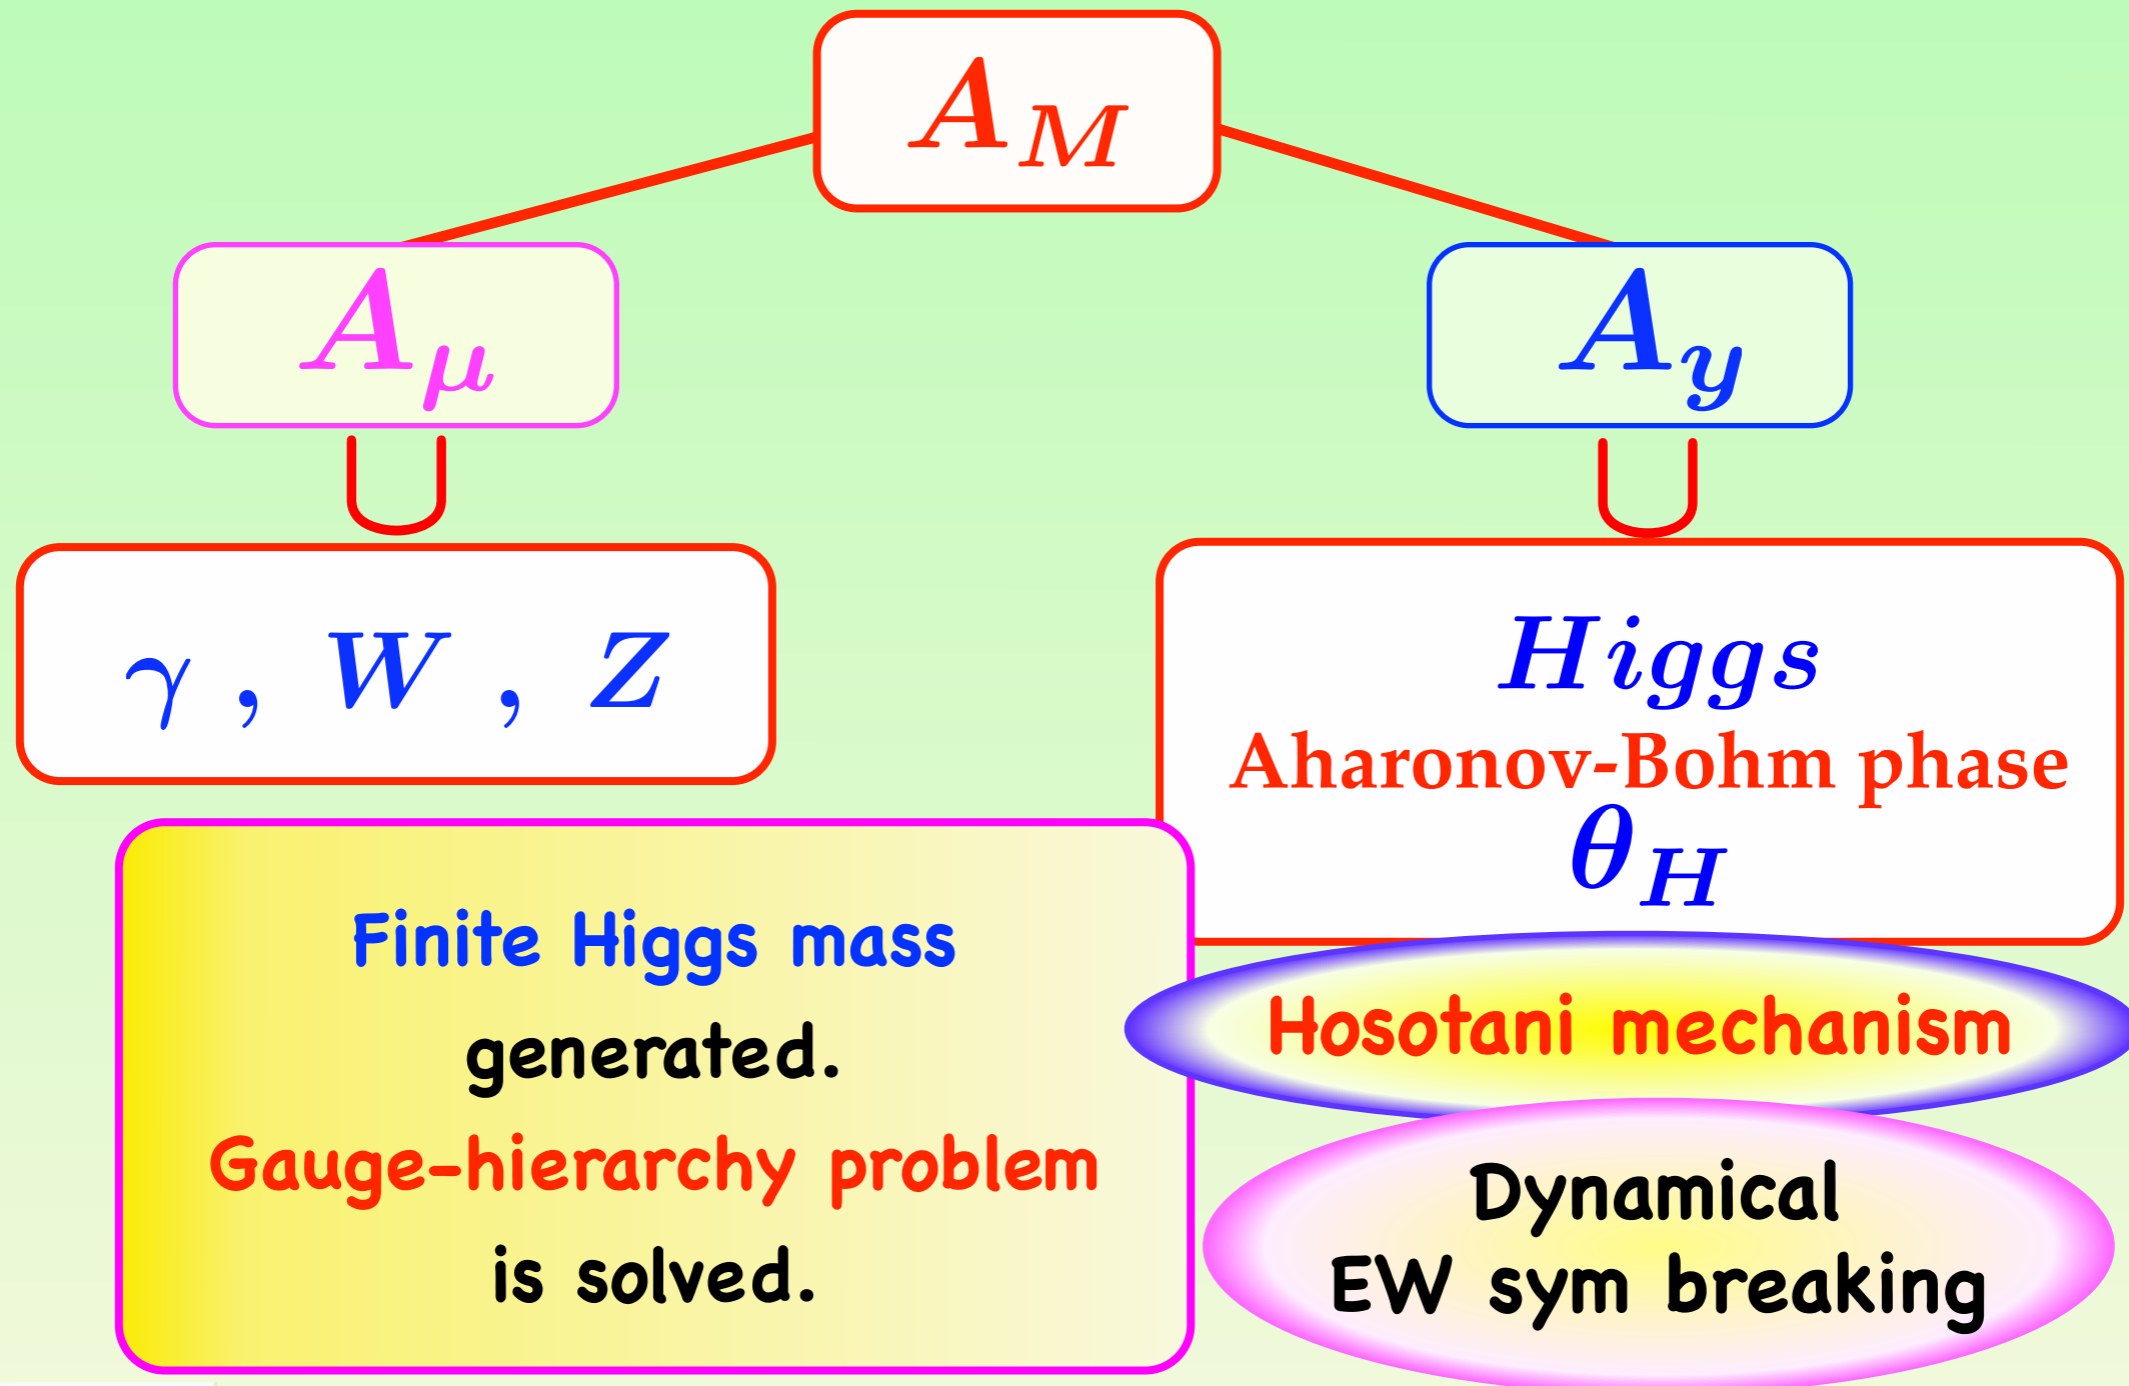 A_M
A_μ
A_y
γ , W , Z
Higgs
Aharonov-Bohm phase
θ_H
Finite Higgs mass
generated.
Gauge-hierarchy problem
is solved.
Hosotani mechanism
Dynamical
EW sym breaking